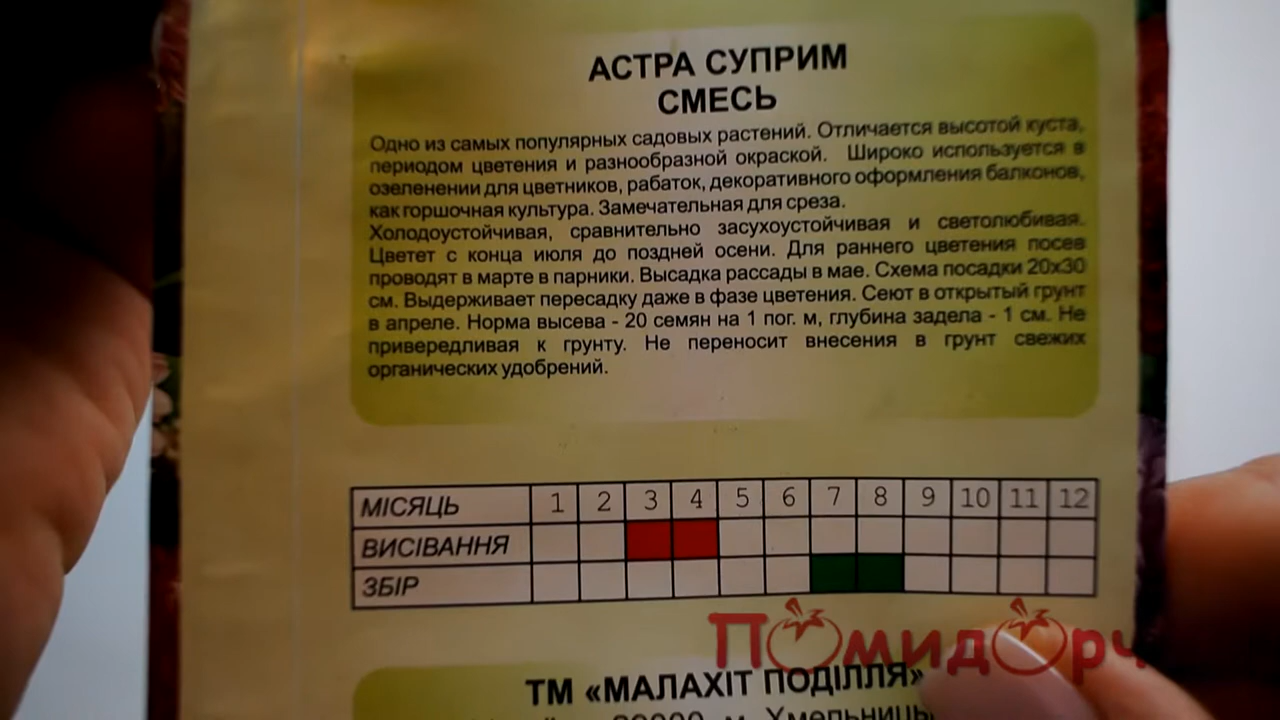 АСТРА СУПРИМ
СМЕСЬ
Одно из самых популярных садовых растений. Отличается высотой куста,
периодом цветения и разнообразной окраской. Широко используется в
озеленении для цветников, рабаток, декоративного оформления балконов,
как горшочная культура. Замечательная для среза.
Холодоустойчивая, сравнительно засухоустойчивая и светолюбивая.
Цветет с конца июля до поздней осени. Для раннего цветения посев
проводят в марте в парники. Высадка рассады в мае. Схема посадки 20х30
см. Выдерживает пересадку даже в фазе цветения. Сеют в открытый грунт
в апреле. Норма высева - 20 семян на 1 пог. м, глубина задела - 1 см. Не
привередливая к грунту. Не переносит внесения в грунт свежих
органических удобрений.
МІСЯЦЬ 1 2 3 4 5 6 7 8 9 10 11 12
ВИСІВАННЯ
ЗБІР
Помидорч
ТМ «МАЛАХІТ ПОДІЛЛЯ»